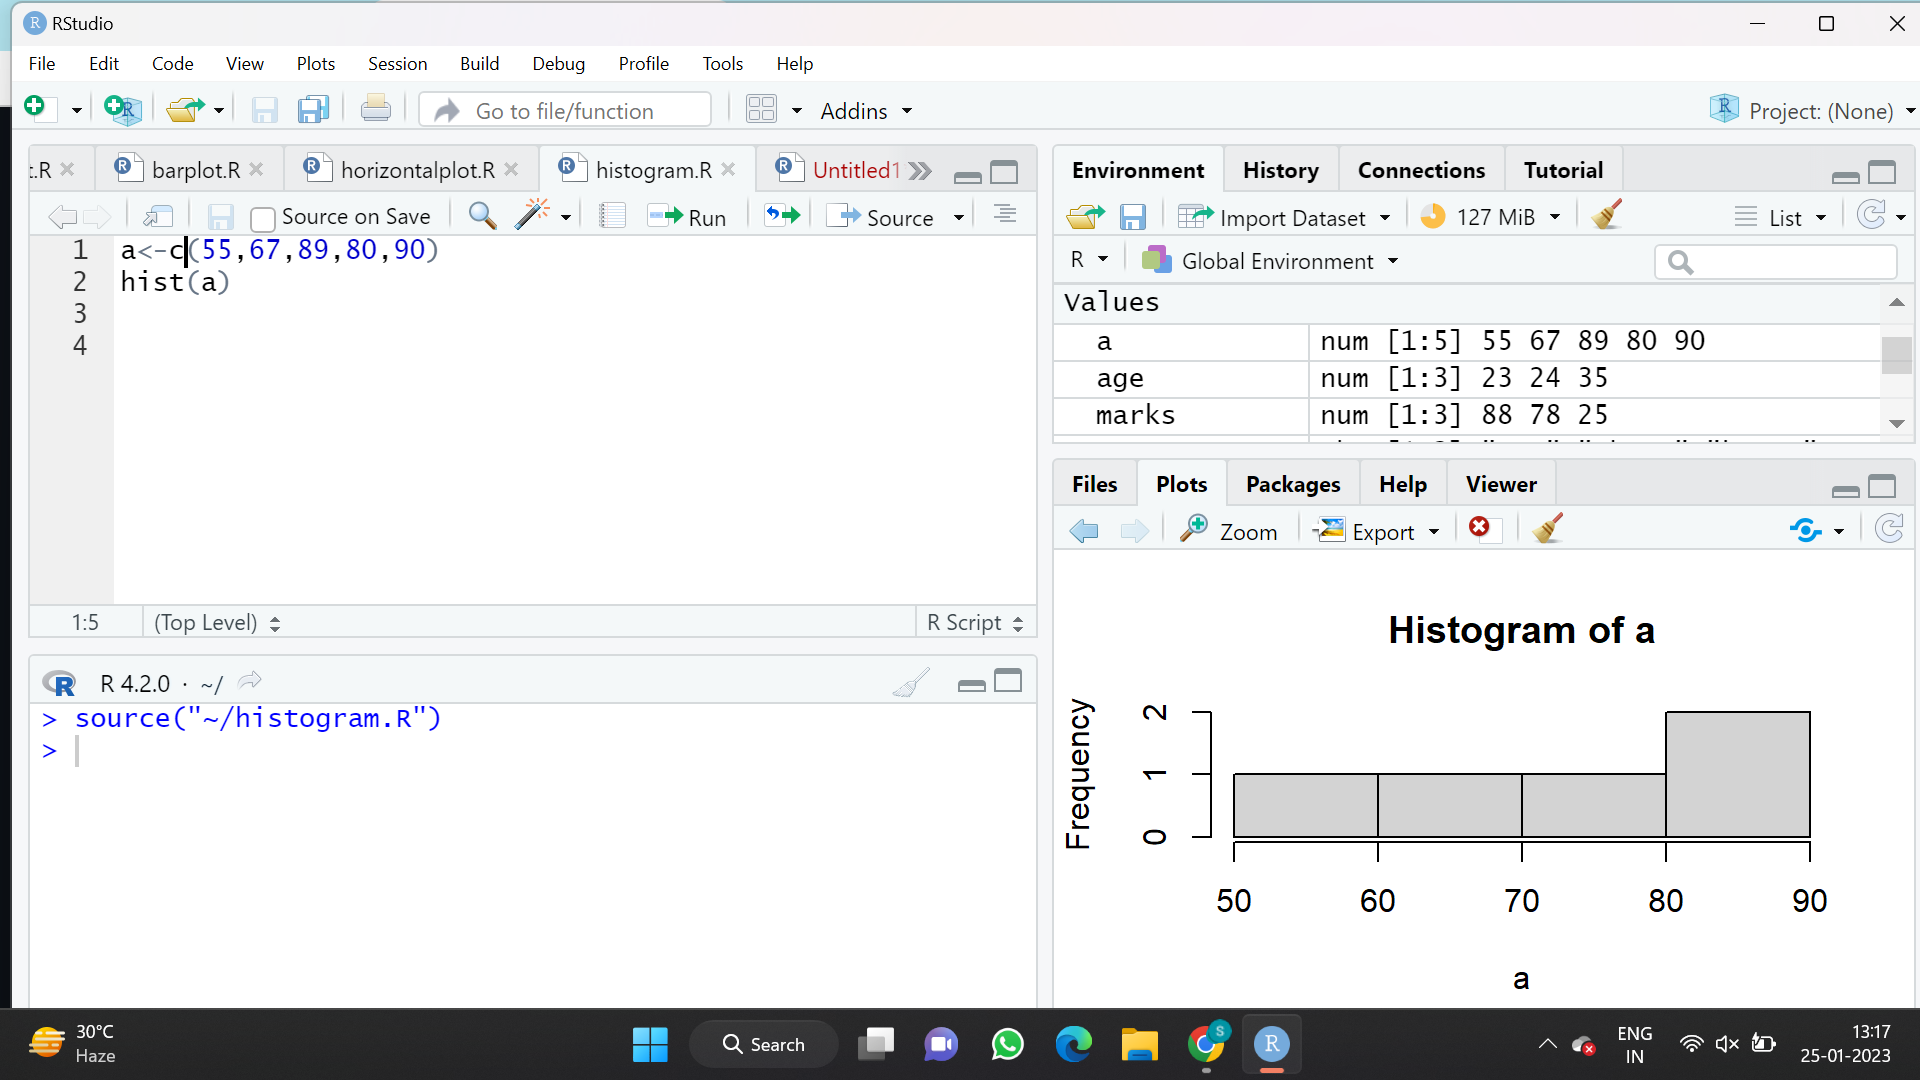 RStudio
File Edit Code View Plots Session Build Debug Profile Tools Help
Go to file/function Addins Project: (None)
t.R barplot.R horizontalplot.R histogram.R Untitled1
Source on Save Run Source
1 a<-c(55,67,89,80,90)
2 hist(a)
3
4
1:5 (Top Level) R Script
R 4.2.0 · ~/
> source("~/histogram.R")
>
Environment History Connections Tutorial
Import Dataset 127 MiB List
R Global Environment
Values
a num [1:5] 55 67 89 80 90
age num [1:3] 23 24 35
marks num [1:3] 88 78 25
Files Plots Packages Help Viewer
Zoom Export
Histogram of a
Frequency
2
1
0
50 60 70 80 90
a
30°C
Haze
Search
S
R
ENG
IN
13:17
25-01-2023